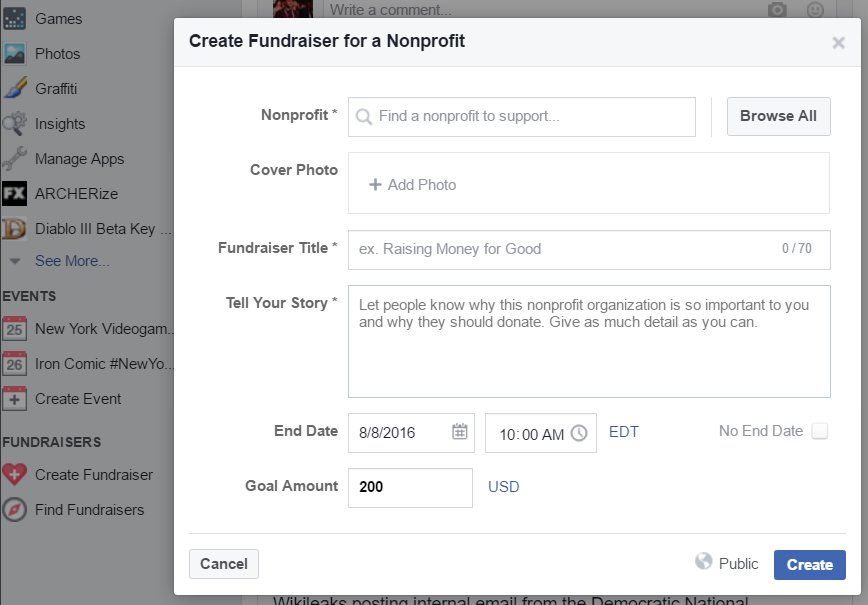 Games
Photos
Graffiti
Insights
Manage Apps
FX ARCHERize
Diablo III Beta Key ...
See More...
EVENTS
25 New York Videogam...
26 Iron Comic #NewYo...
Create Event
FUNDRAISERS
Create Fundraiser
Find Fundraisers
Write a comment...
Create Fundraiser for a Nonprofit
Nonprofit * Find a nonprofit to support... Browse All
Cover Photo + Add Photo
Fundraiser Title * ex. Raising Money for Good 0 / 70
Tell Your Story * Let people know why this nonprofit organization is so important to you
and why they should donate. Give as much detail as you can.
End Date 8/8/2016 10:00 AM EDT No End Date
Goal Amount 200 USD
Cancel Public Create
Wikileaks posting internal email from the Democratic National